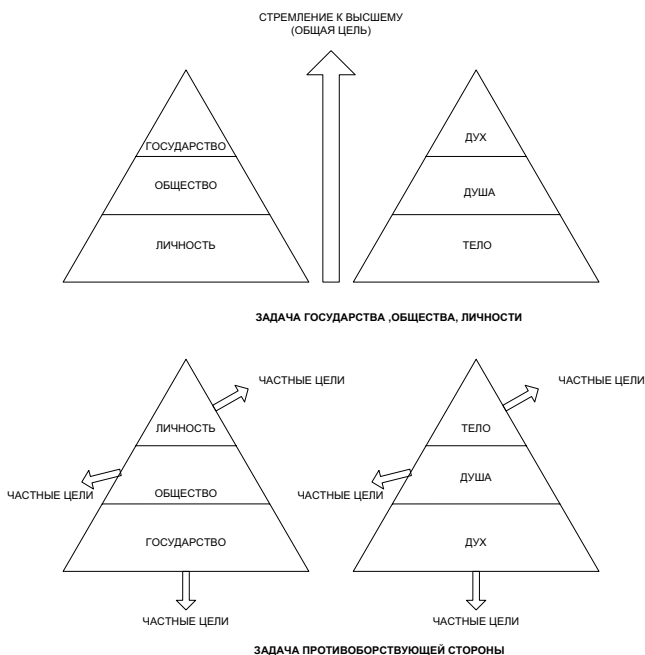 СТРЕМЛЕНИЕ К ВЫСШЕМУ
(ОБЩАЯ ЦЕЛЬ)
ГОСУДАРСТВО
ОБЩЕСТВО
ЛИЧНОСТЬ
ДУХ
ДУША
ТЕЛО
ЗАДАЧА ГОСУДАРСТВА ,ОБЩЕСТВА, ЛИЧНОСТИ
ЧАСТНЫЕ ЦЕЛИ
ЛИЧНОСТЬ
ЧАСТНЫЕ ЦЕЛИ
ОБЩЕСТВО
ГОСУДАРСТВО
ЧАСТНЫЕ ЦЕЛИ
ЧАСТНЫЕ ЦЕЛИ
ТЕЛО
ДУША
ЧАСТНЫЕ ЦЕЛИ
ДУХ
ЧАСТНЫЕ ЦЕЛИ
ЗАДАЧА ПРОТИВОБОРСТВУЮЩЕЙ СТОРОНЫ